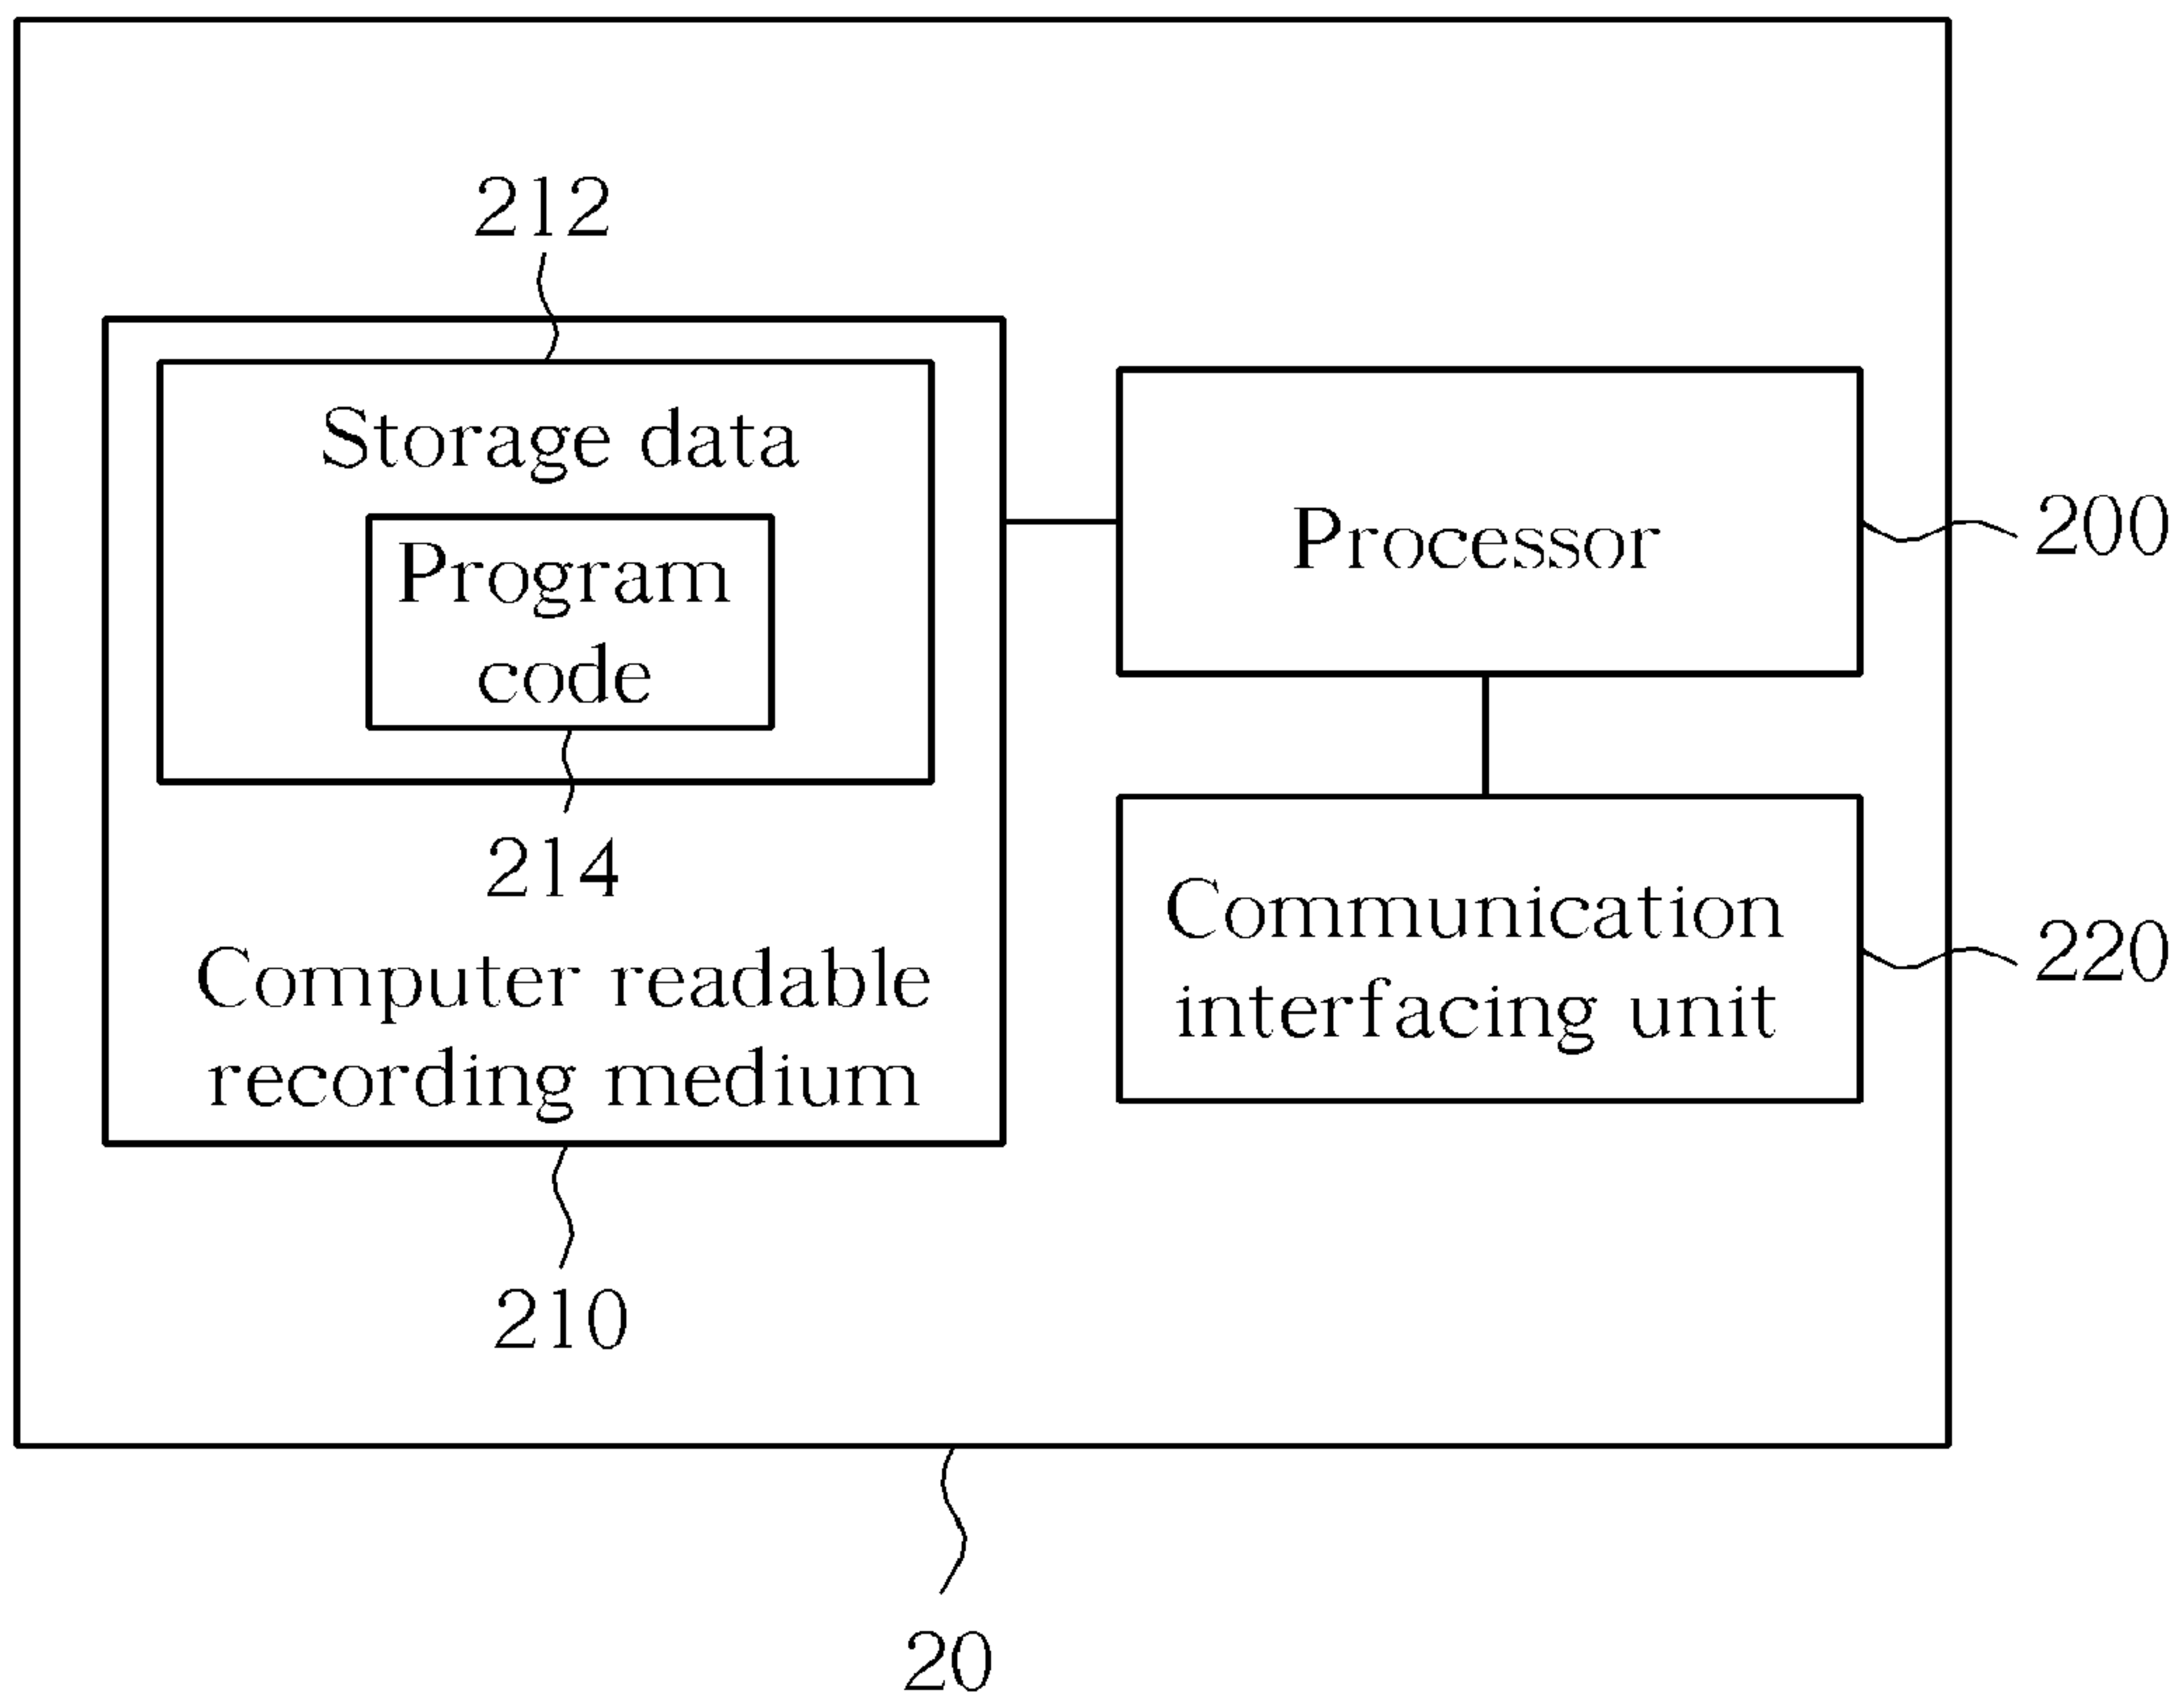 212
Storage data
Program
code
214
Computer readable
recording medium
210
Processor
200
Communication
interfacing unit
220
20